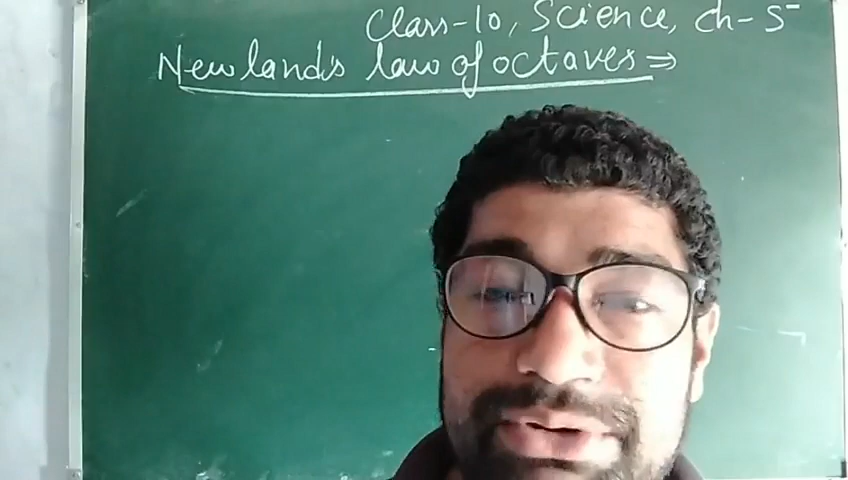 Class-10, Science, ch-5
Newland's law of octaves ⇒